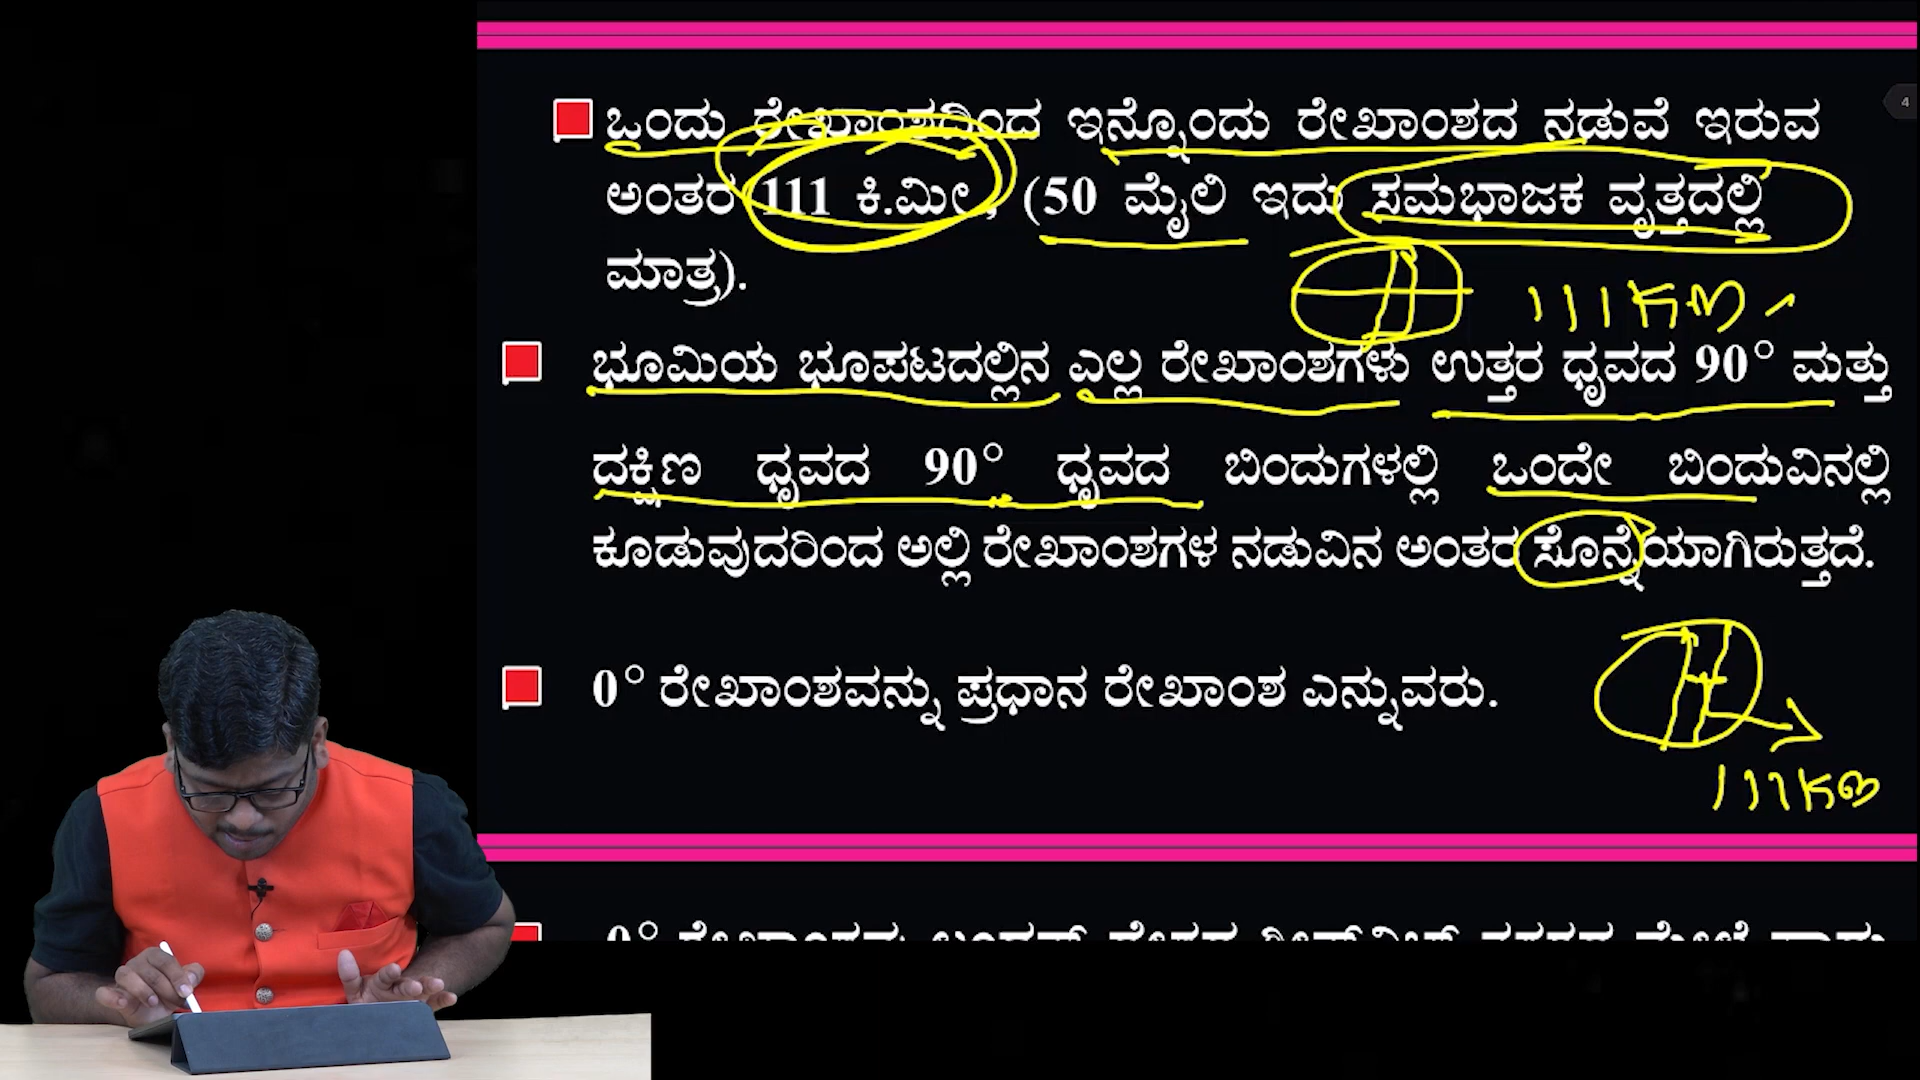 ಒಂದು ರೇಖಾಂಶದಿಂದ ಇನ್ನೊಂದು ರೇಖಾಂಶದ ನಡುವೆ ಇರುವ
ಅಂತರ 111 ಕಿ.ಮೀ, (50 ಮೈಲಿ ಇದು ಸಮಭಾಜಕ ವೃತ್ತದಲ್ಲಿ
ಮಾತ್ರ).
111 KM
ಭೂಮಿಯ ಭೂಪಟದಲ್ಲಿನ ಎಲ್ಲ ರೇಖಾಂಶಗಳು ಉತ್ತರ ಧೃವದ 90° ಮತ್ತು
ದಕ್ಷಿಣ ಧೃವದ 90° ಧೃವದ ಬಿಂದುಗಳಲ್ಲಿ ಒಂದೇ ಬಿಂದುವಿನಲ್ಲಿ
ಕೂಡುವುದರಿಂದ ಅಲ್ಲಿ ರೇಖಾಂಶಗಳ ನಡುವಿನ ಅಂತರ ಸೊನ್ನೆಯಾಗಿರುತ್ತದೆ.
0° ರೇಖಾಂಶವನ್ನು ಪ್ರಧಾನ ರೇಖಾಂಶ ಎನ್ನುವರು.
111 KM
4